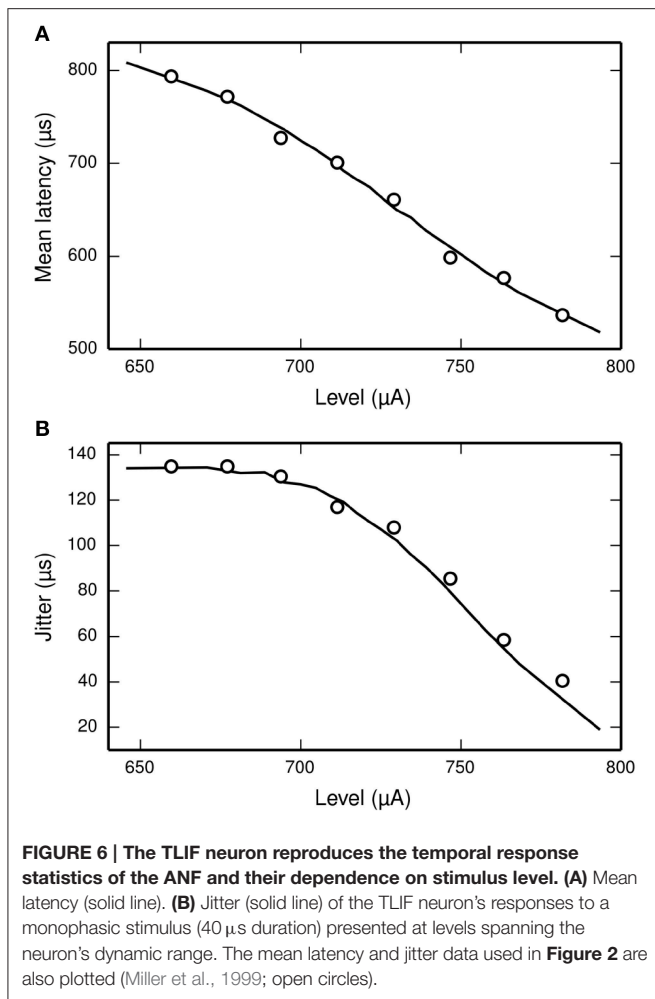 A
800
700
600
500
Mean latency (μs)
650
700
750
800
Level (μA)
B
140
120
100
80
60
40
20
Jitter (μs)
650
700
750
800
Level (μA)
FIGURE 6 | The TLIF neuron reproduces the temporal response
statistics of the ANF and their dependence on stimulus level. (A) Mean
latency (solid line). (B) Jitter (solid line) of the TLIF neuron's responses to a
monophasic stimulus (40 μs duration) presented at levels spanning the
neuron's dynamic range. The mean latency and jitter data used in Figure 2 are
also plotted (Miller et al., 1999; open circles).